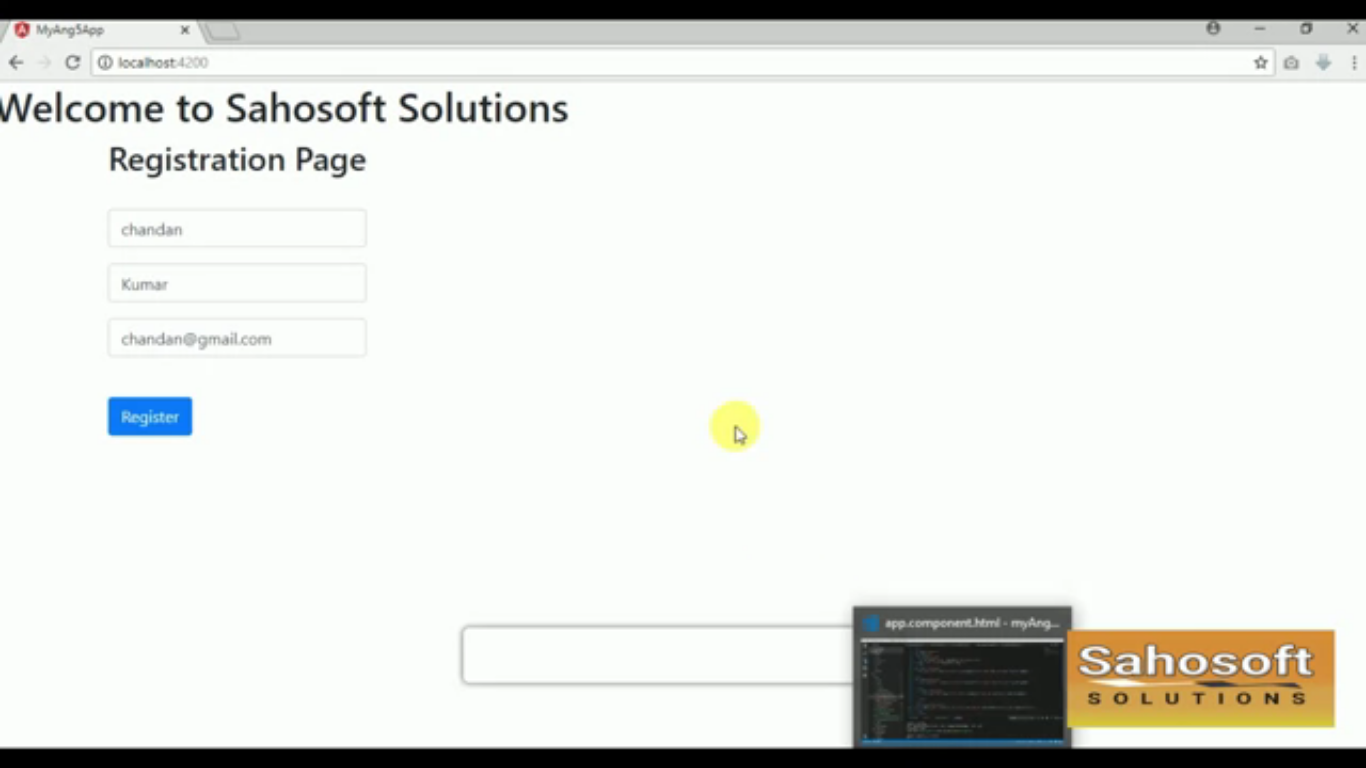 MyAng5App
localhost:4200
Welcome to Sahosoft Solutions
Registration Page
chandan
Kumar
chandan@gmail.com
Register
app.component.html - myAng...
Sahosoft
SOLUTIONS